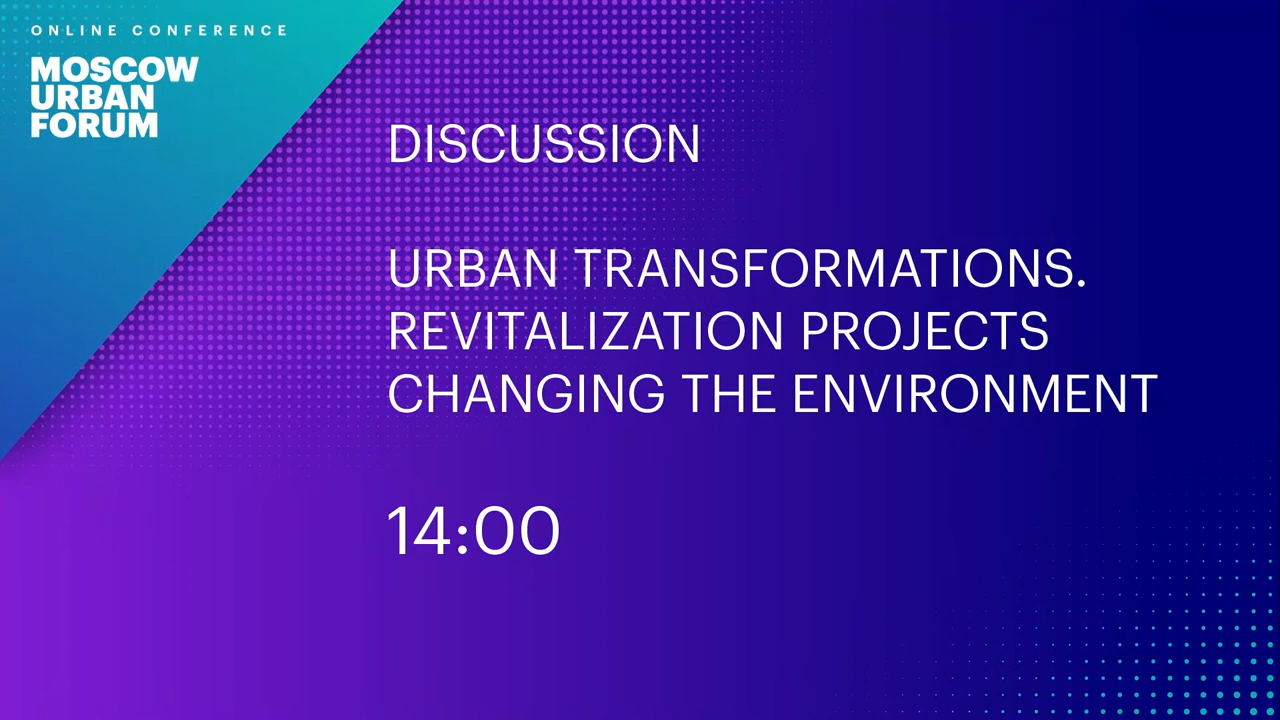 ONLINE CONFERENCE
MOSCOW
URBAN
FORUM
DISCUSSION
URBAN TRANSFORMATIONS.
REVITALIZATION PROJECTS
CHANGING THE ENVIRONMENT
14:00